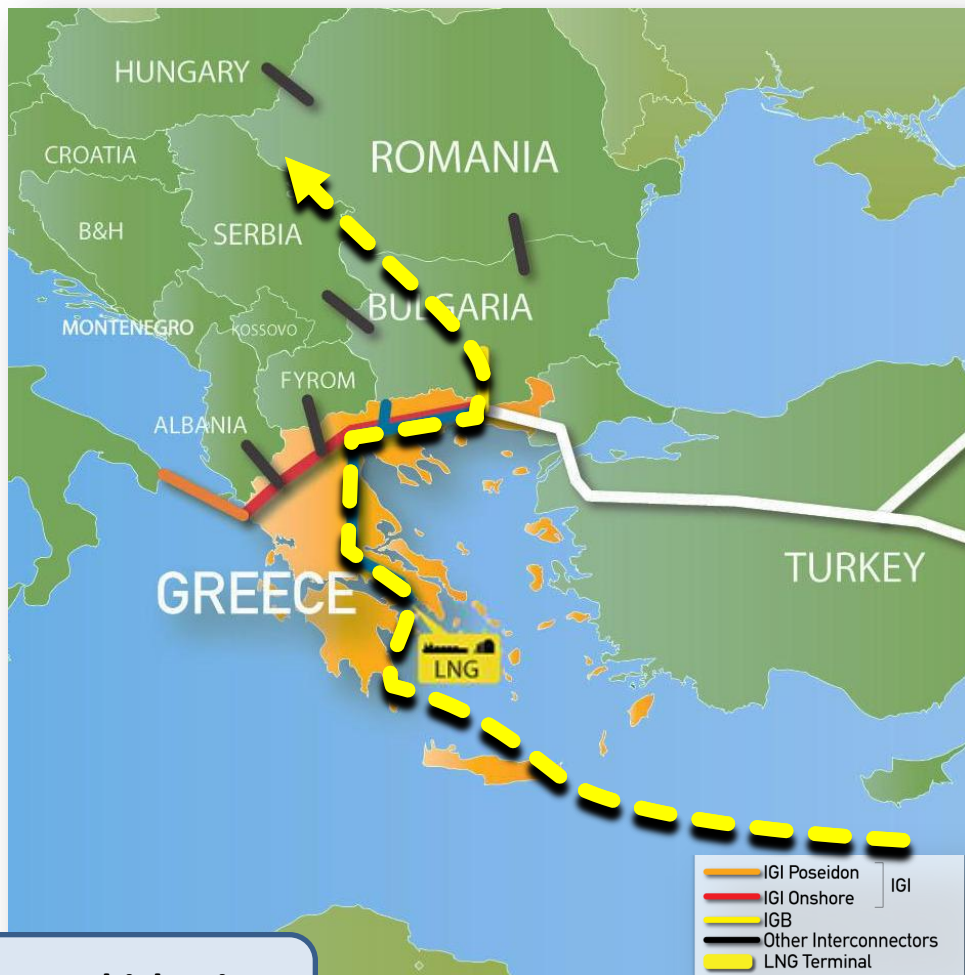 HUNGARY
CROATIA
ROMANIA
B&H
SERBIA
BULGARIA
MONTENEGRO
KOSSOVO
FYROM
ALBANIA
TURKEY
GREECE
LNG
IGI Poseidon
IGI
IGI Onshore
IGB
Other Interconnectors
LNG Terminal